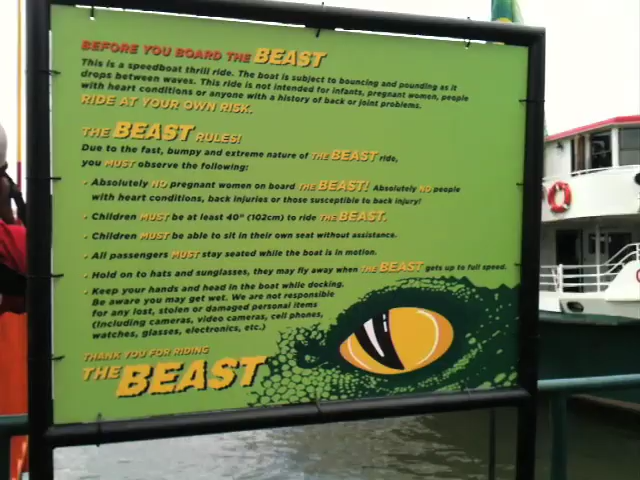 BEFORE YOU BOARD THE BEAST
This is a speedboat thrill ride. The boat is subject to bouncing and pounding as it
drops between waves. This ride is not intended for infants, pregnant women, people
with heart conditions or anyone with a history of back or joint problems.
RIDE AT YOUR OWN RISK.
THE BEAST RULES!
Due to the fast, bumpy and extreme nature of THE BEAST ride,
you MUST observe the following:
• Absolutely NO pregnant women on board THE BEAST! Absolutely NO people
with heart conditions, back injuries or those susceptible to back injury!
• Children MUST be at least 40" (102cm) to ride THE BEAST.
• Children MUST be able to sit in their own seat without assistance.
• All passengers MUST stay seated while the boat is in motion.
• Hold on to hats and sunglasses, they may fly away when THE BEAST gets up to full speed.
• Keep your hands and head in the boat while docking.
Be aware you may get wet. We are not responsible
for any lost, stolen or damaged personal items
(Including cameras, video cameras, cell phones,
watches, glasses, electronics, etc.)
THANK YOU FOR RIDING
THE BEAST